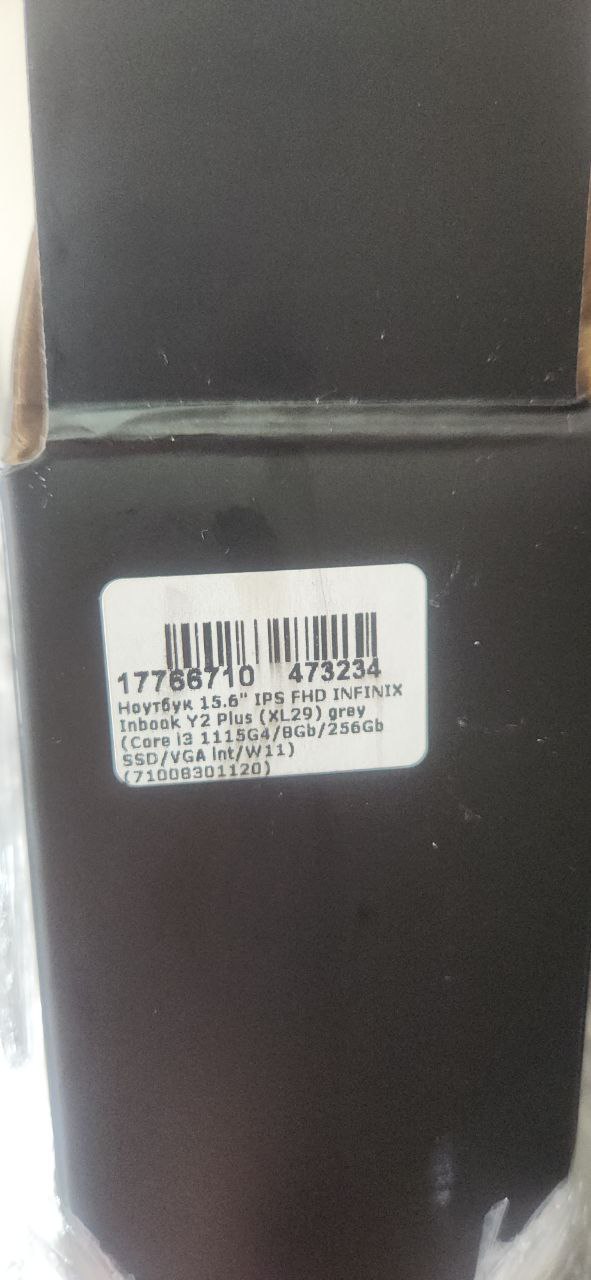 17766710 473234
Ноутбук 15.6" IPS FHD INFINIX
Inbook Y2 Plus (XL29) grey
(Core i3 1115G4/8Gb/256Gb
SSD/VGA int/W11)
(71008301120)